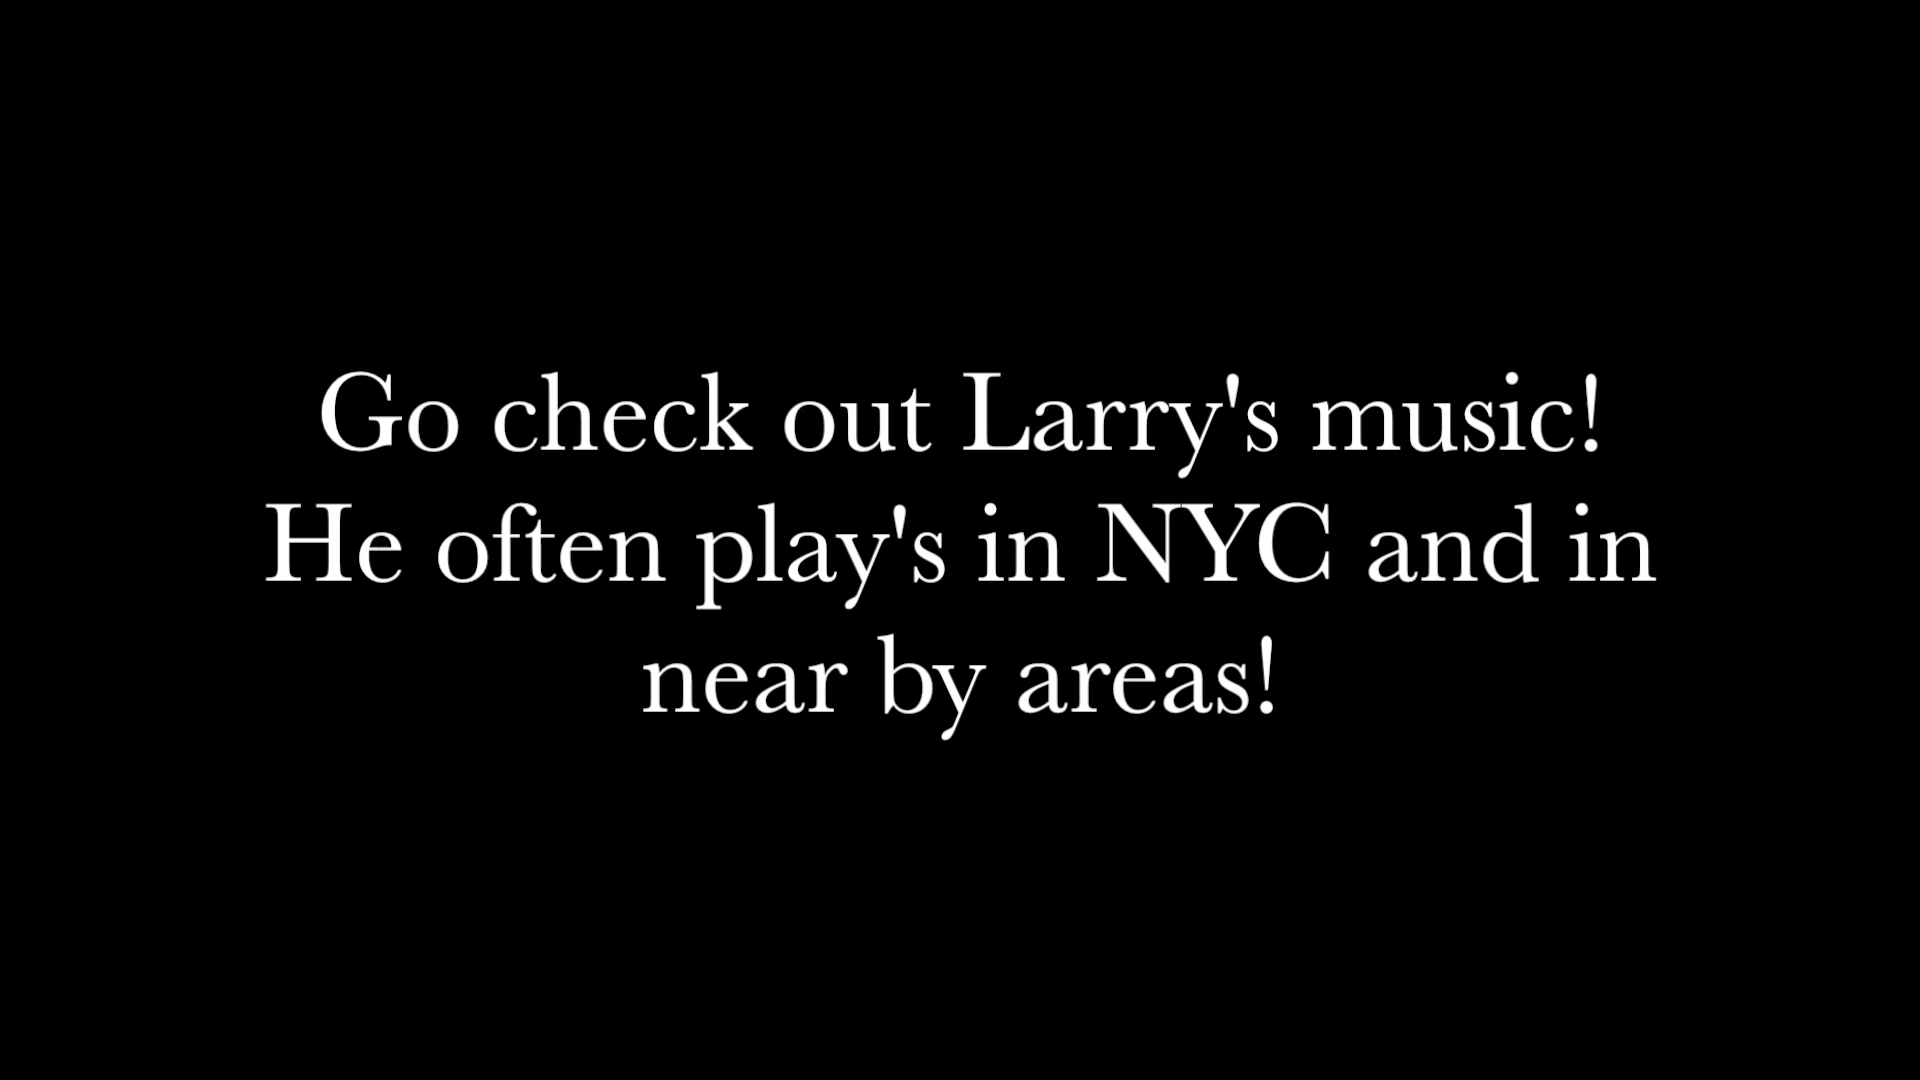 Go check out Larry's music!
He often play's in NYC and in
near by areas!